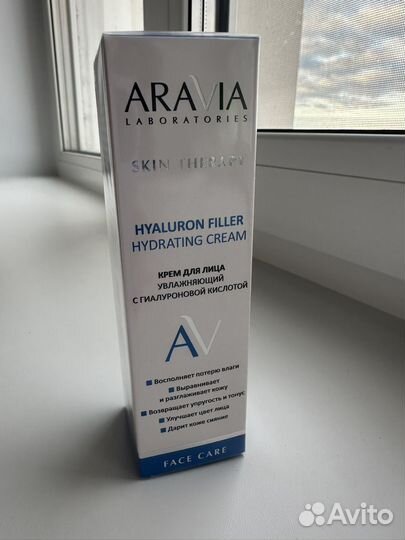 ARAVIA
LABORATORIES
SKIN THERAPY
HYALURON FILLER
HYDRATING CREAM
КРЕМ ДЛЯ ЛИЦА
УВЛАЖНЯЮЩИЙ
С ГИАЛУРОНОВОЙ КИСЛОТОЙ
AV
Восполняет потерю влаги
Выравнивает
и разглаживает кожу
Возвращает упругость и тонус
Улучшает цвет лица
Дарит коже сияние
FACE CARE
Avito